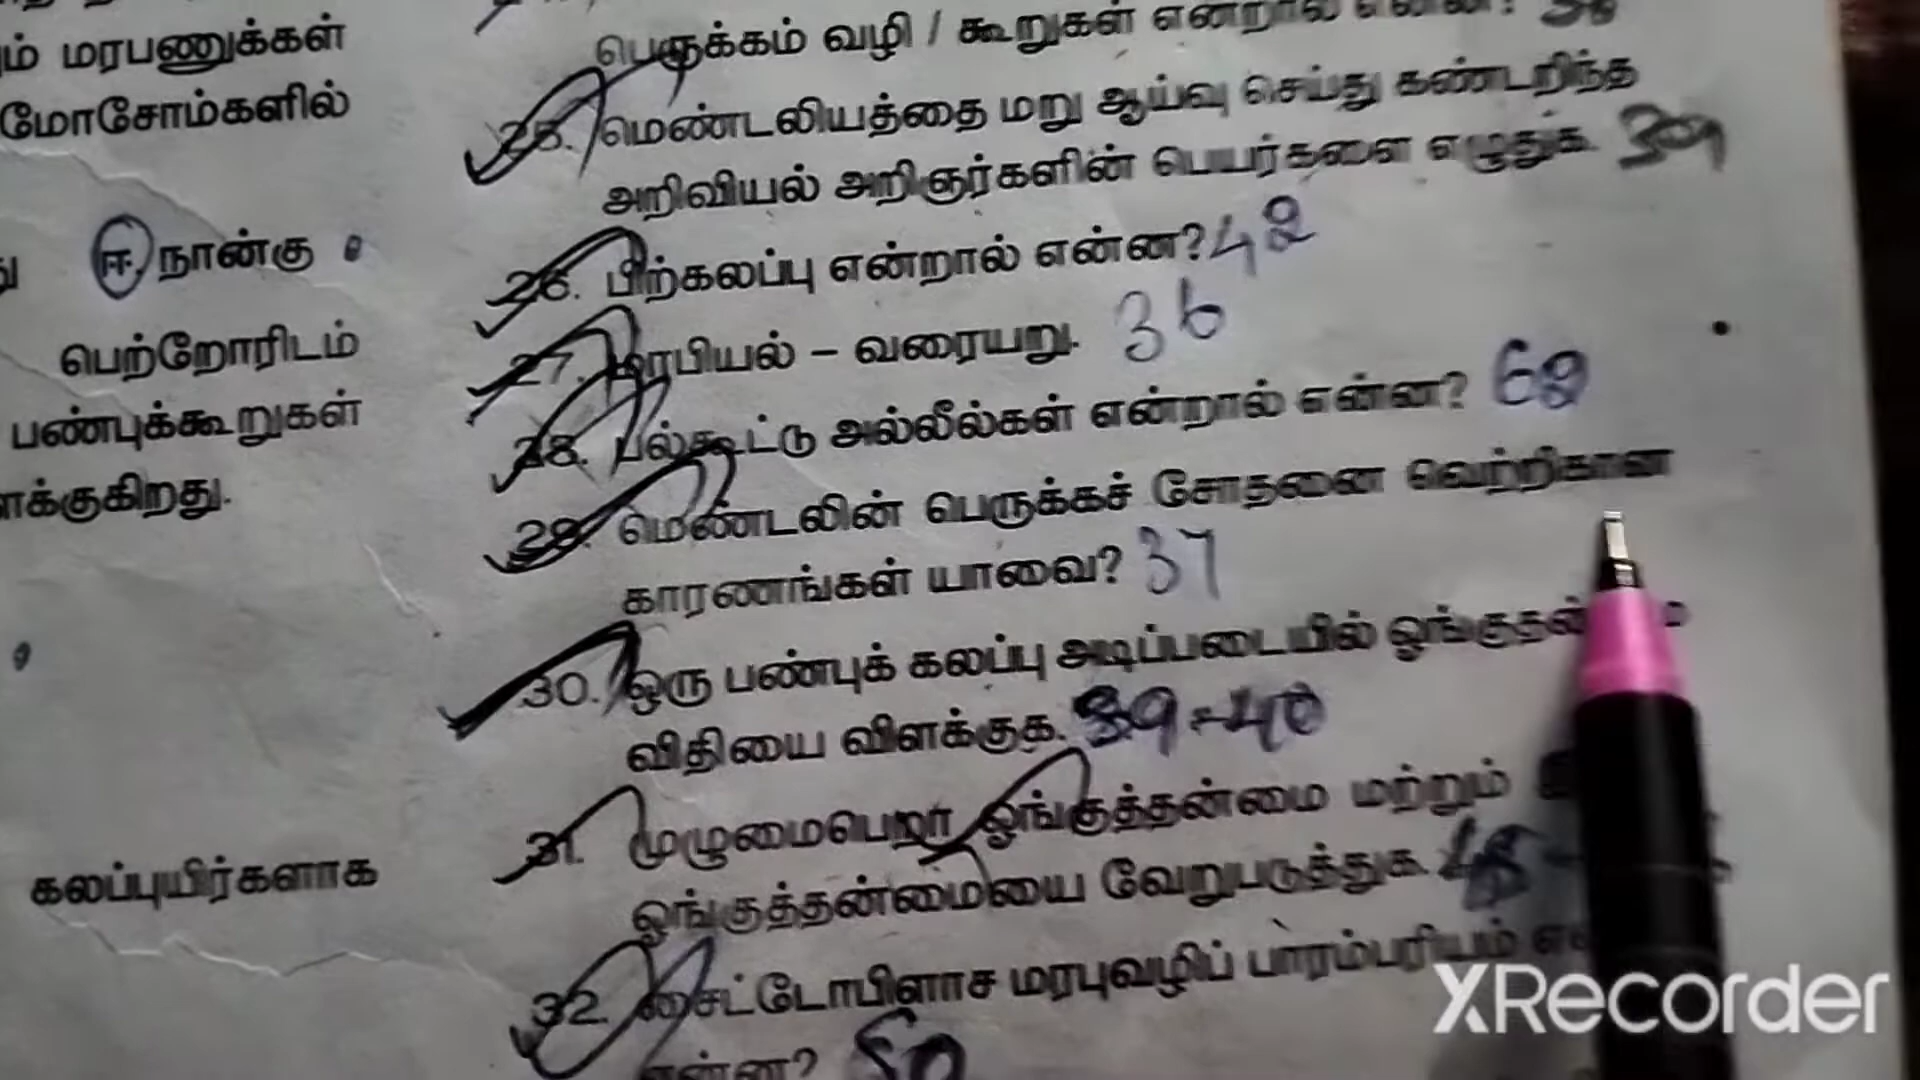 ம் மரபணுக்கள்
மோசோம்களில்
ஈ. நான்கு
பெற்றோரிடம்
பண்புக்கூறுகள்
ளக்குகிறது.
கலப்புயிர்களாக
பெருக்கம் வழி / கூறுகள் என்றால் என்ன?
25. மெண்டலியத்தை மறு ஆய்வு செய்து கண்டறிந்த
அறிவியல் அறிஞர்களின் பெயர்களை எழுதுக. 39
26. பிற்கலப்பு என்றால் என்ன? 42
27. மரபியல் – வரையறு. 36
28. பல்கூட்டு அல்லீல்கள் என்றால் என்ன?
29. மெண்டலின் பெருக்கச் சோதனை வெற்றிகான
காரணங்கள் யாவை? 37
30. ஒரு பண்புக் கலப்பு அடிப்படையில்
விதியை விளக்குக. 39-40
31. முழுமைபெறா ஓங்குத்தன்மை மற்றும்
ஓங்குத்தன்மையை வேறுபடுத்துக.
32. சைட்டோபிளாச மரபுவழிப் பாரம்பரியம்
என்ன? 50
XRecorder